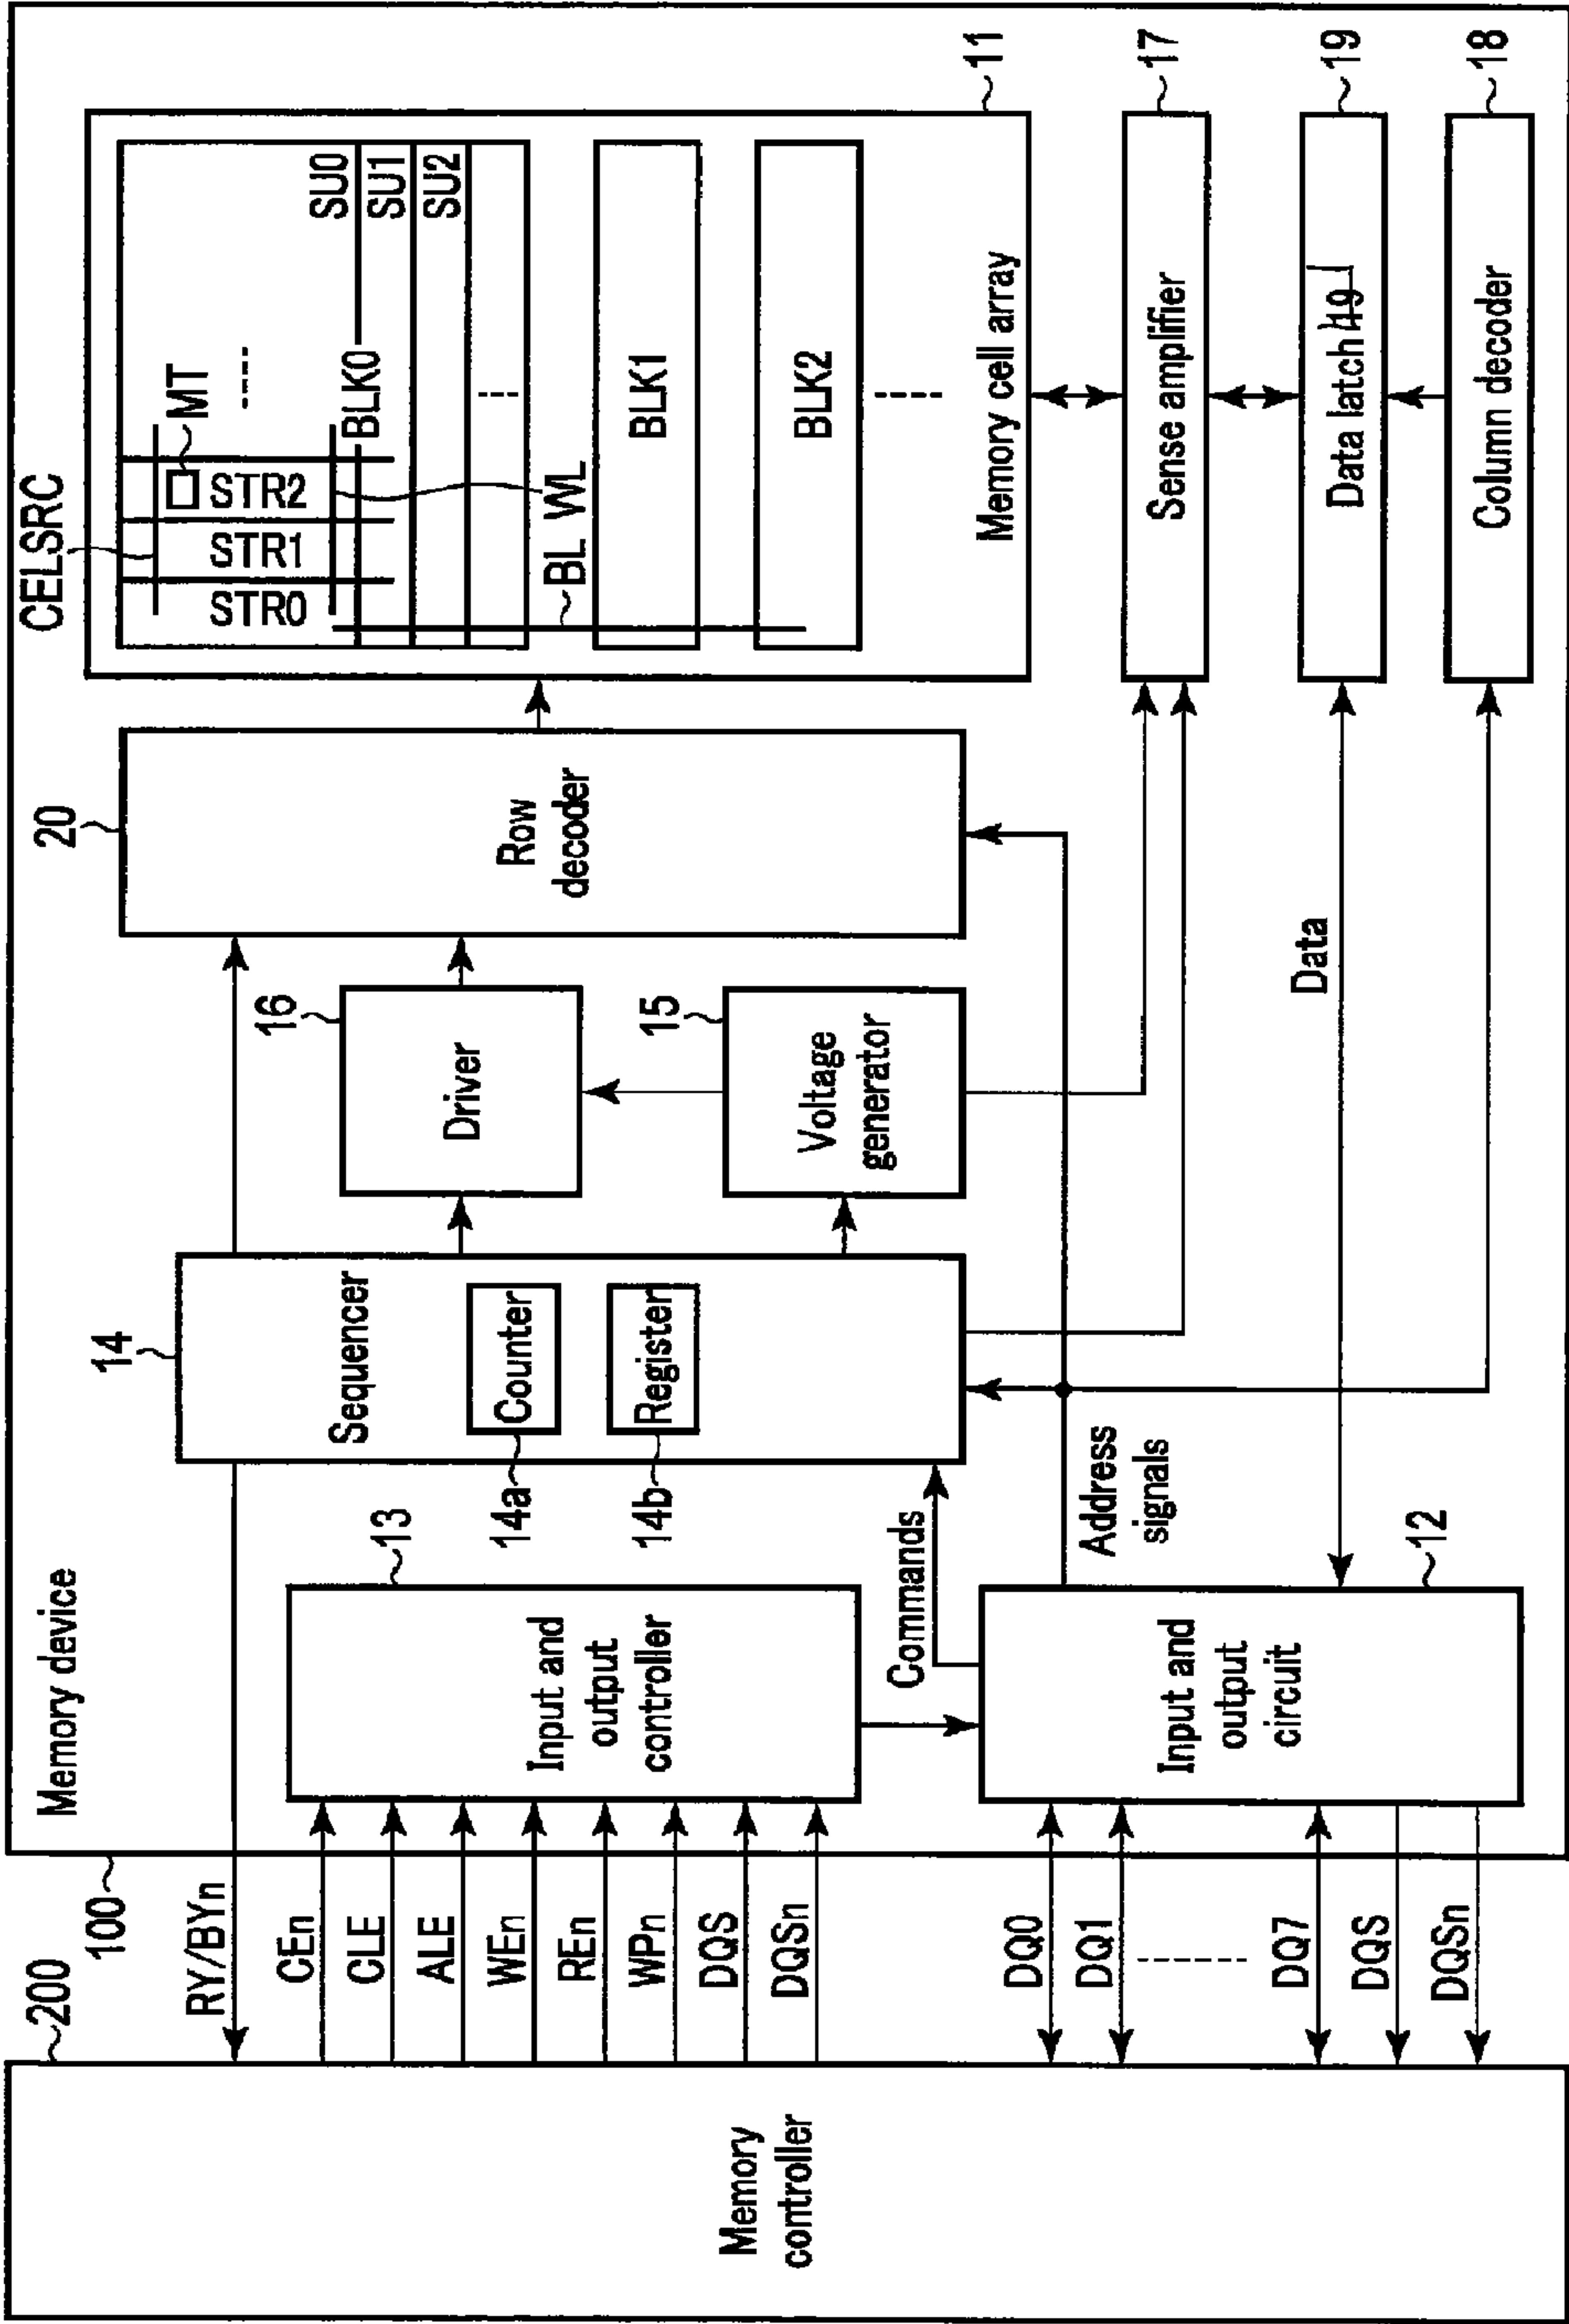 200
Memory
controller
100
Memory device
RY/BYn
CEn
CLE
ALE
WEn
REn
WPn
DQS
DQSn
DQ0
DQ1
DQ7
DQS
DQSn
13
Input and
output
controller
Commands
12
Input and
output
circuit
14
Sequencer
Counter
14a
Register
14b
Address
signals
16
Driver
15
Voltage
generator
Data
20
Row
decoder
CELSRC
MT
STR0
STR1
STR2
BLK0
SU0
SU1
SU2
BL
WL
BLK1
BLK2
Memory cell array
11
Sense amplifier
17
Data latch 19
19
Column decoder
18